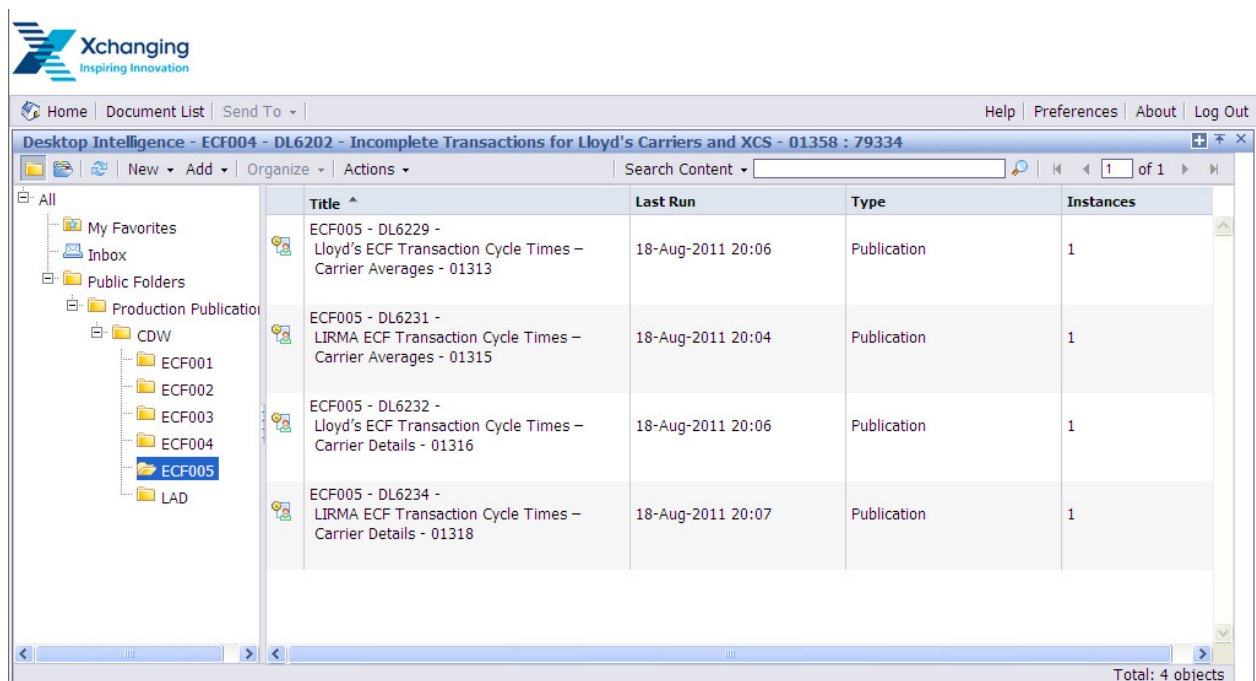 Xchanging
Inspiring Innovation
Home | Document List | Send To
Help | Preferences | About | Log Out
Desktop Intelligence - ECF004 - DL6202 - Incomplete Transactions for Lloyd's Carriers and XCS - 01358 : 79334
New Add Organize Actions Search Content 1 of 1
All
My Favorites
Inbox
Public Folders
Production Publication
CDW
ECF001
ECF002
ECF003
ECF004
ECF005
LAD
Title Last Run Type Instances
ECF005 - DL6229 -
Lloyd’s ECF Transaction Cycle Times –
Carrier Averages - 01313
18-Aug-2011 20:06 Publication 1
ECF005 - DL6231 -
LIRMA ECF Transaction Cycle Times –
Carrier Averages - 01315
18-Aug-2011 20:04 Publication 1
ECF005 - DL6232 -
Lloyd’s ECF Transaction Cycle Times –
Carrier Details - 01316
18-Aug-2011 20:06 Publication 1
ECF005 - DL6234 -
LIRMA ECF Transaction Cycle Times –
Carrier Details - 01318
18-Aug-2011 20:07 Publication 1
Total: 4 objects